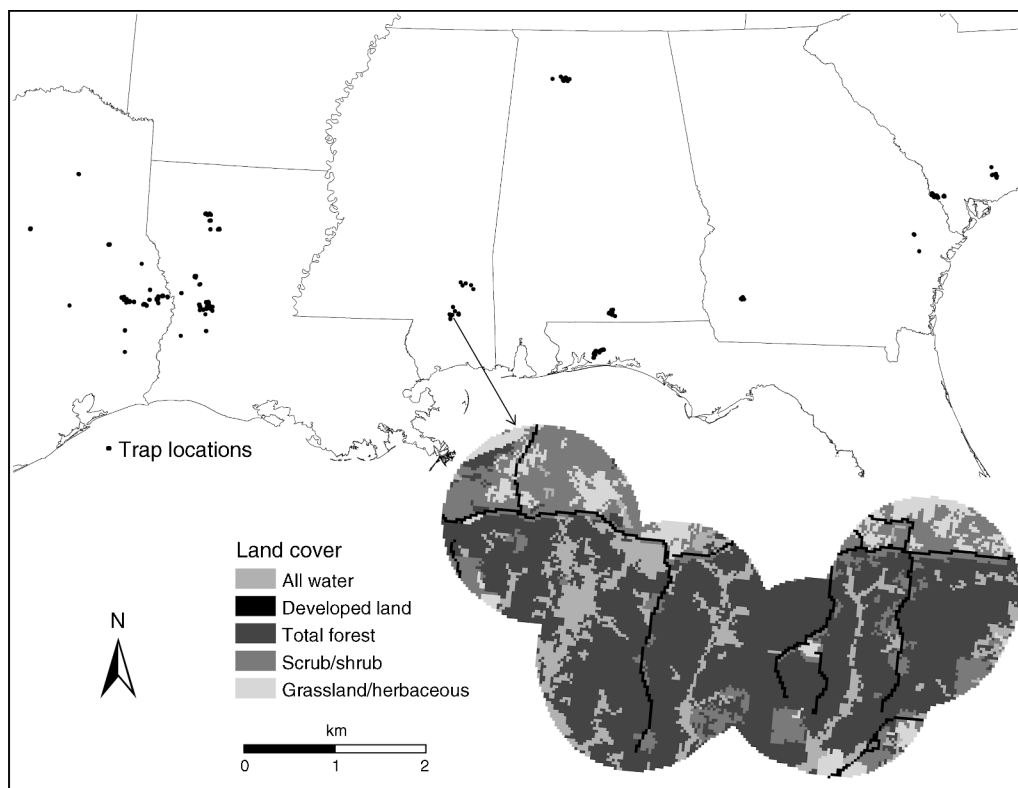 Trap locations
Land cover
All water
Developed land
Total forest
Scrub/shrub
Grassland/herbaceous
N
km
0 1 2